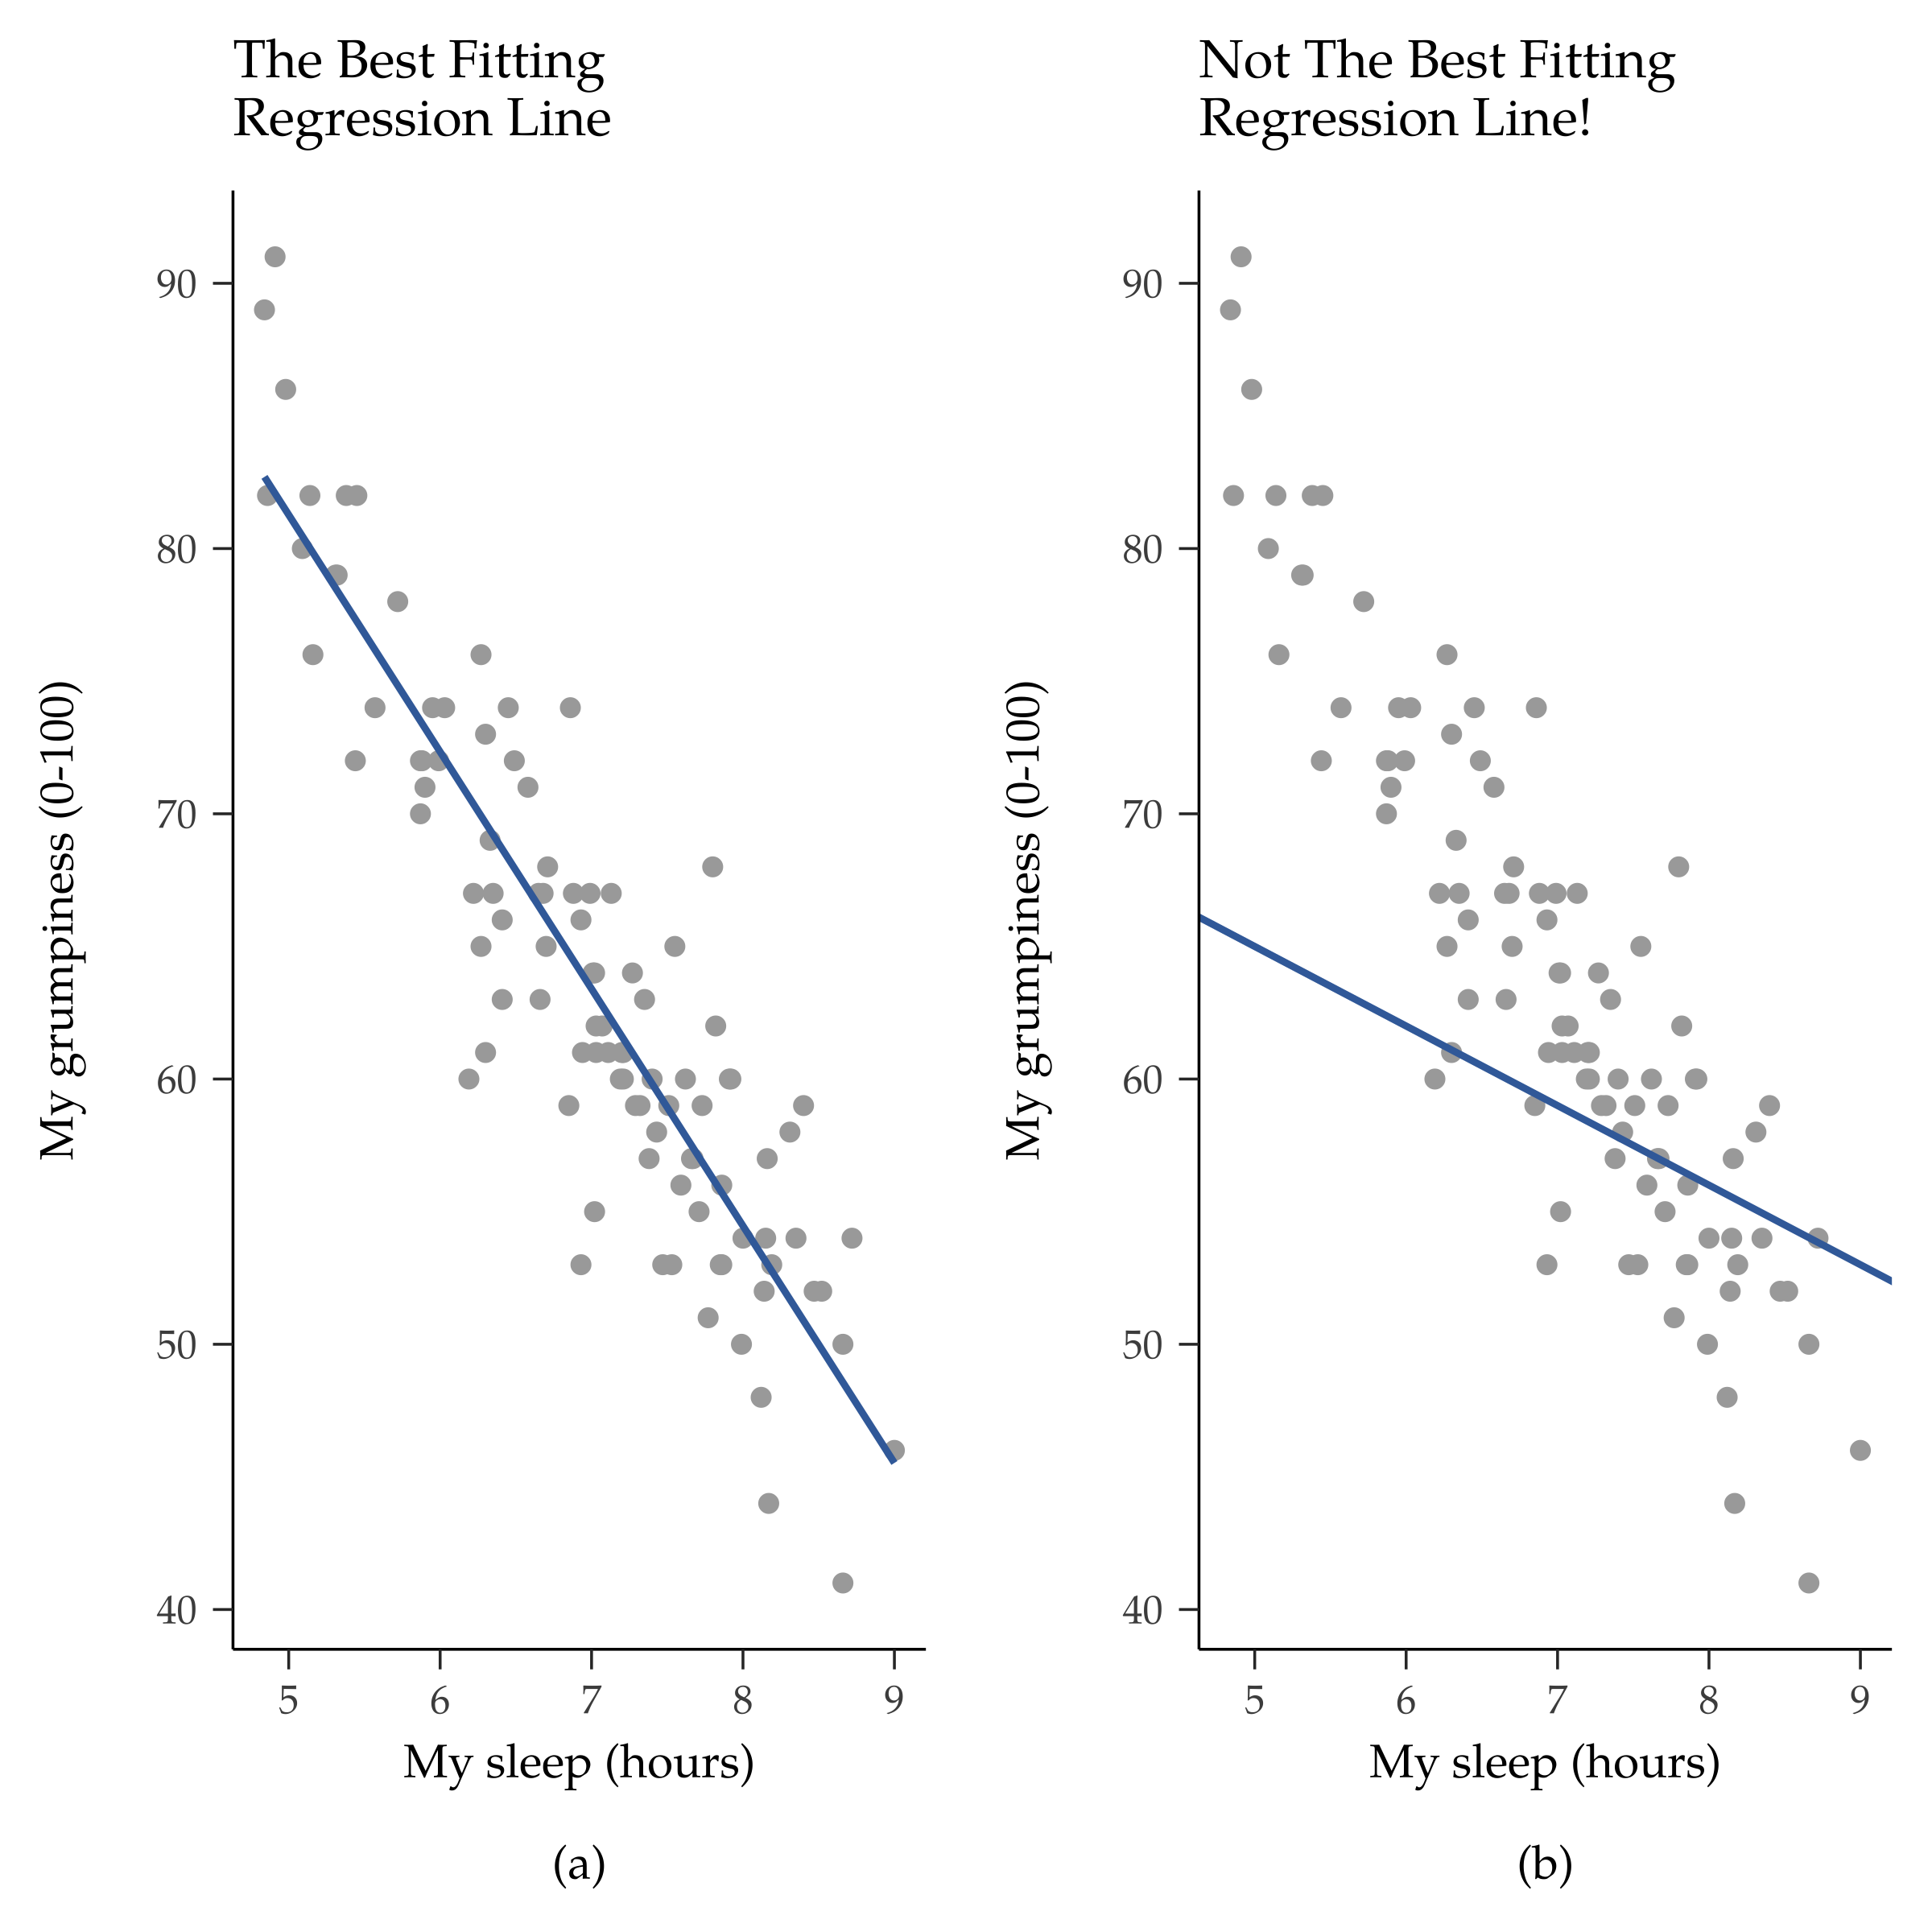 The Best Fitting
Regression Line
My grumpiness (0-100)
90
80
70
60
50
40
5 6 7 8 9
My sleep (hours)
(a)
Not The Best Fitting
Regression Line!
My grumpiness (0-100)
90
80
70
60
50
40
5 6 7 8 9
My sleep (hours)
(b)